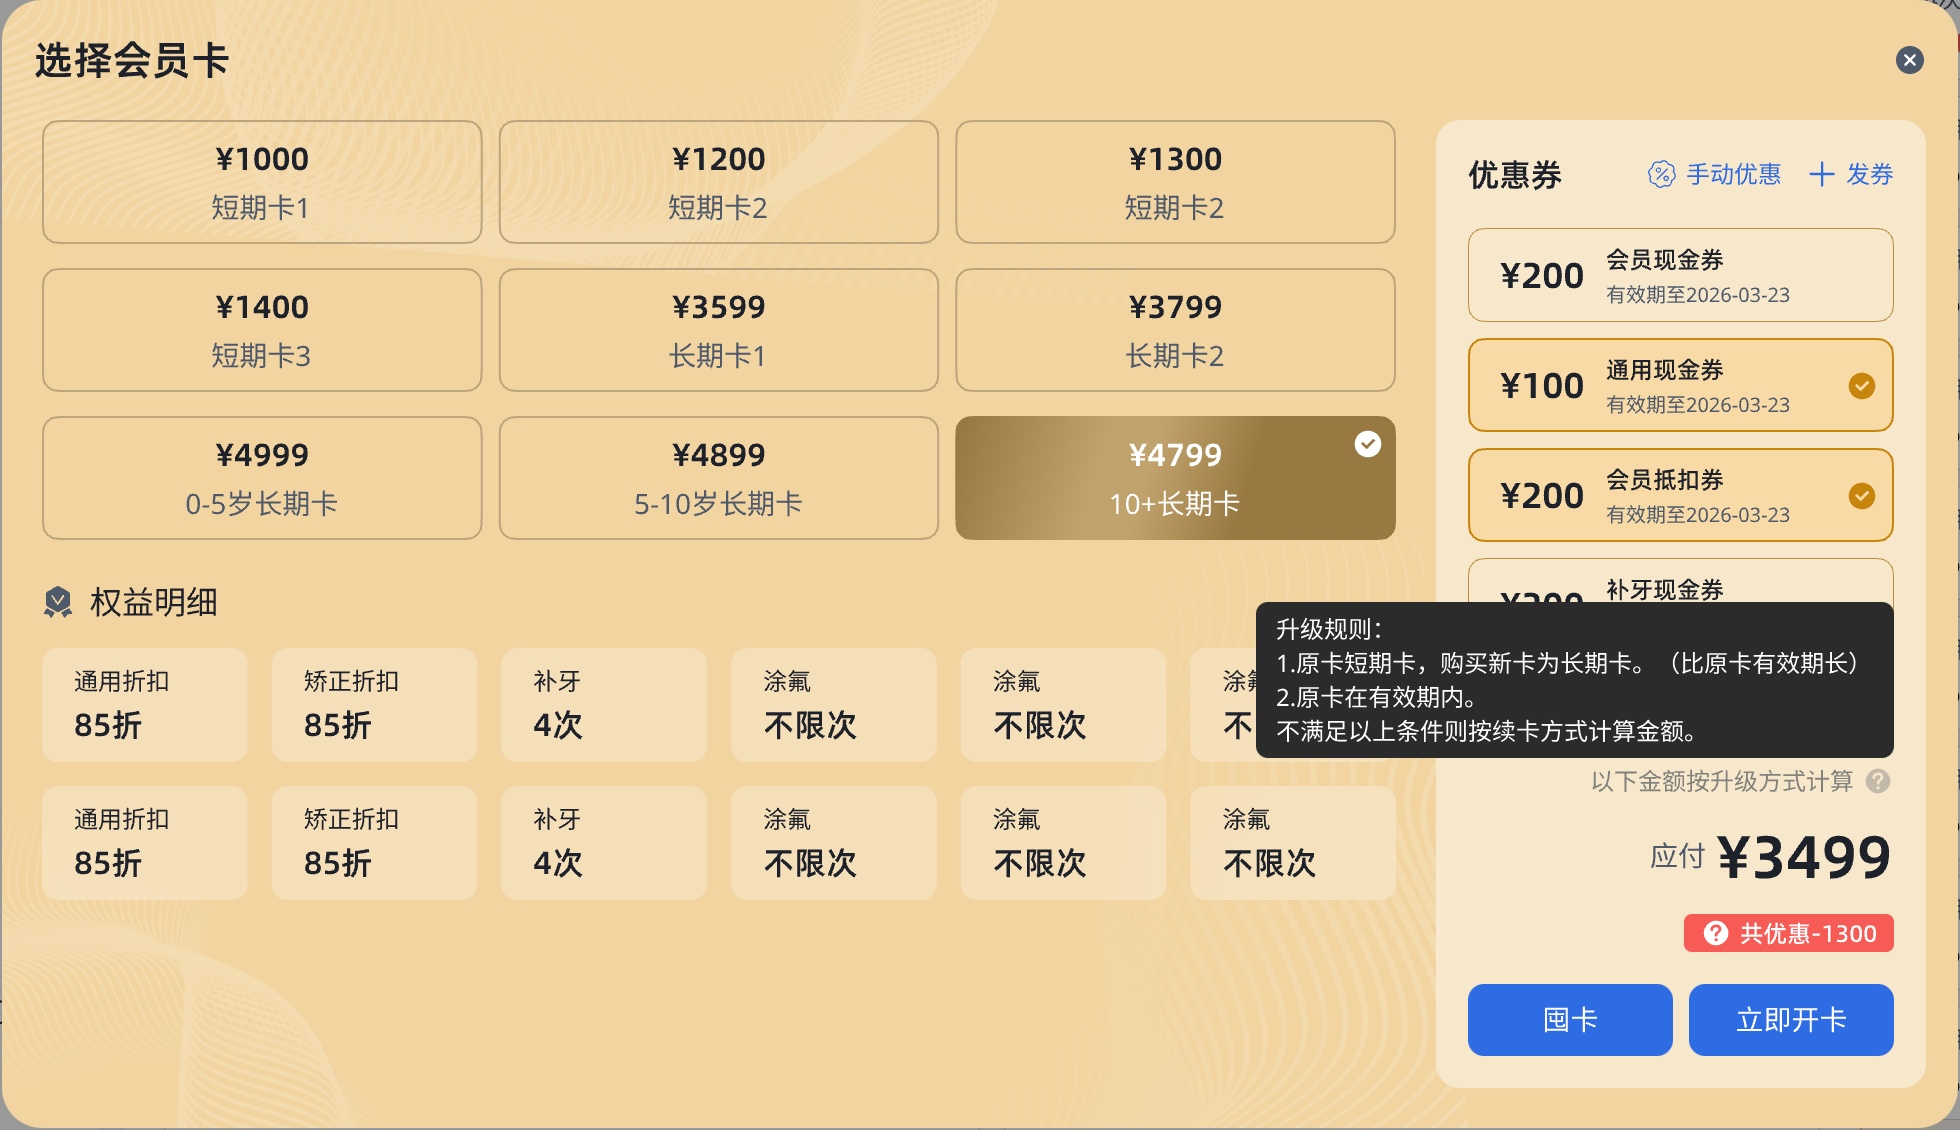 选择会员卡
¥1000
短期卡1
¥1200
短期卡2
¥1300
短期卡2
¥1400
短期卡3
¥3599
长期卡1
¥3799
长期卡2
¥4999
0-5岁长期卡
¥4899
5-10岁长期卡
¥4799
10+长期卡
权益明细
通用折扣
85折
矫正折扣
85折
补牙
4次
涂氟
不限次
涂氟
不限次
涂
不
通用折扣
85折
矫正折扣
85折
补牙
4次
涂氟
不限次
涂氟
不限次
涂氟
不限次
优惠券
手动优惠
发券
¥200
会员现金券
有效期至2026-03-23
¥100
通用现金券
有效期至2026-03-23
¥200
会员抵扣券
有效期至2026-03-23
补牙现金券
升级规则：
1.原卡短期卡，购买新卡为长期卡。（比原卡有效期长）
2.原卡在有效期内。
不满足以上条件则按续卡方式计算金额。
以下金额按升级方式计算
应付 ¥3499
共优惠-1300
囤卡
立即开卡